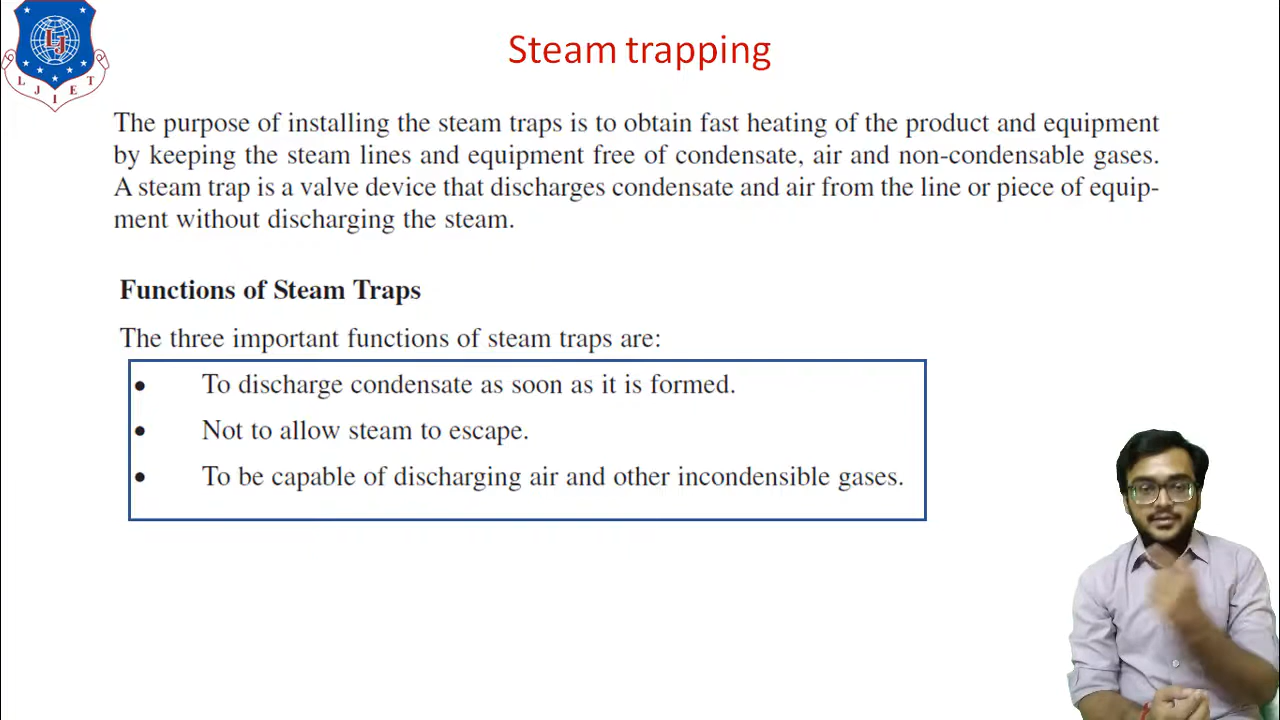 LJ
L J I E T
Steam trapping
The purpose of installing the steam traps is to obtain fast heating of the product and equipment
by keeping the steam lines and equipment free of condensate, air and non-condensable gases.
A steam trap is a valve device that discharges condensate and air from the line or piece of equip-
ment without discharging the steam.
Functions of Steam Traps
The three important functions of steam traps are:
• To discharge condensate as soon as it is formed.
• Not to allow steam to escape.
• To be capable of discharging air and other incondensible gases.